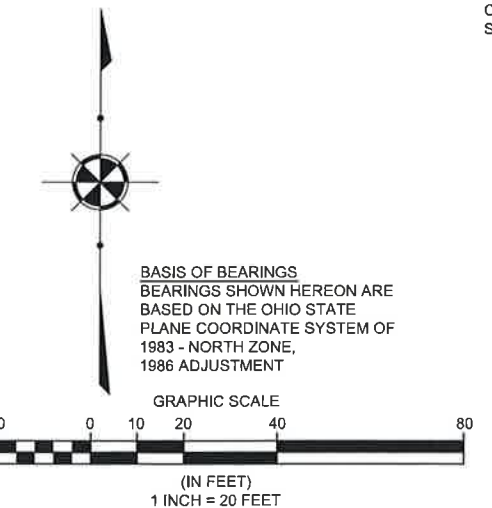 C
S
BASIS OF BEARINGS
BEARINGS SHOWN HEREON ARE
BASED ON THE OHIO STATE
PLANE COORDINATE SYSTEM OF
1983 - NORTH ZONE,
1986 ADJUSTMENT
GRAPHIC SCALE
0 0 10 20 40 80
(IN FEET)
1 INCH = 20 FEET